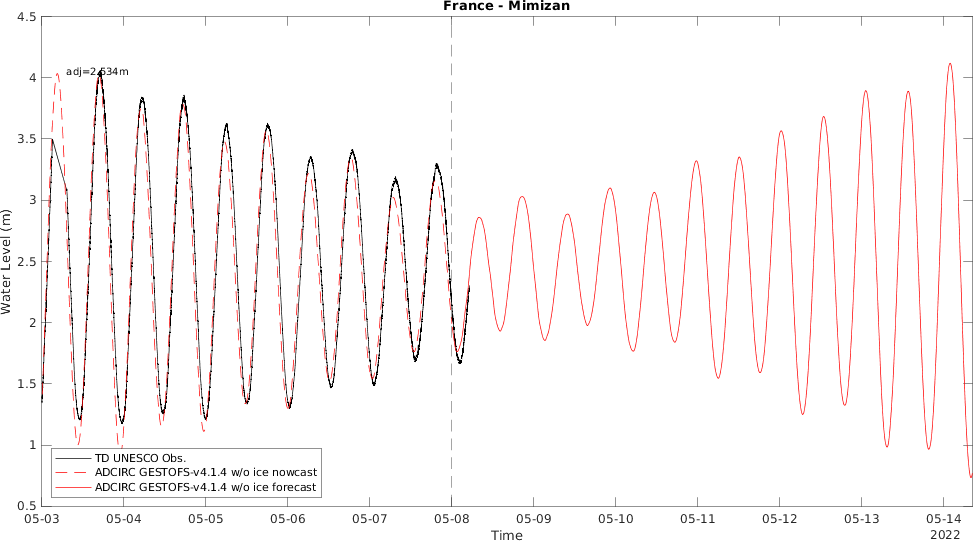 France - Mimizan
4.5
4
3.5
3
2.5
2
1.5
1
0.5
Water Level (m)
adj=2.534m
TD UNESCO Obs.
ADCIRC GESTOFS-v4.1.4 w/o ice nowcast
ADCIRC GESTOFS-v4.1.4 w/o ice forecast
05-03 05-04 05-05 05-06 05-07 05-08 05-09 05-10 05-11 05-12 05-13 05-14
2022
Time